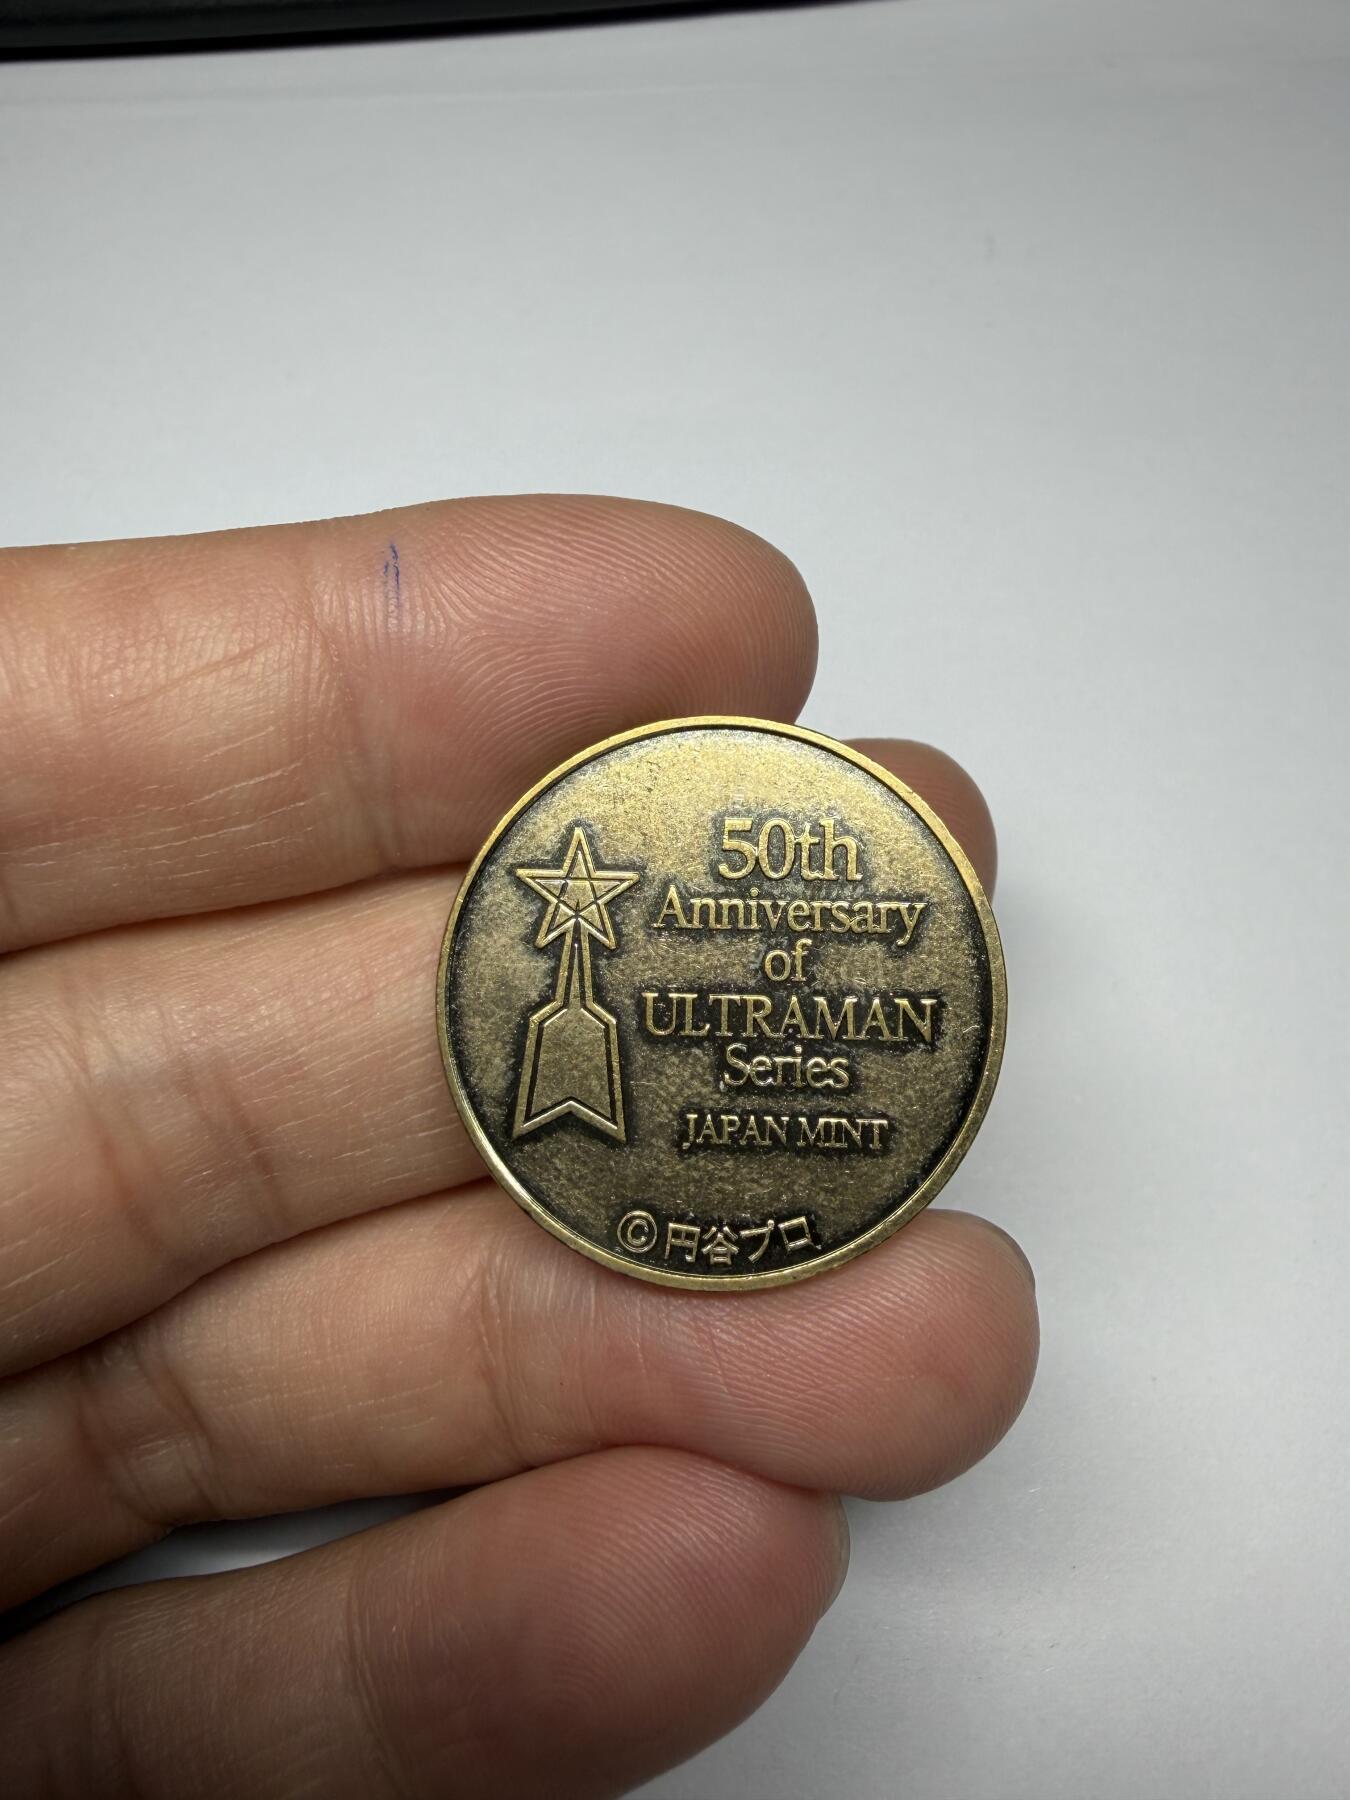 50th
Anniversary
of
ULTRAMAN
Series
JAPAN MINT
©円谷プロ